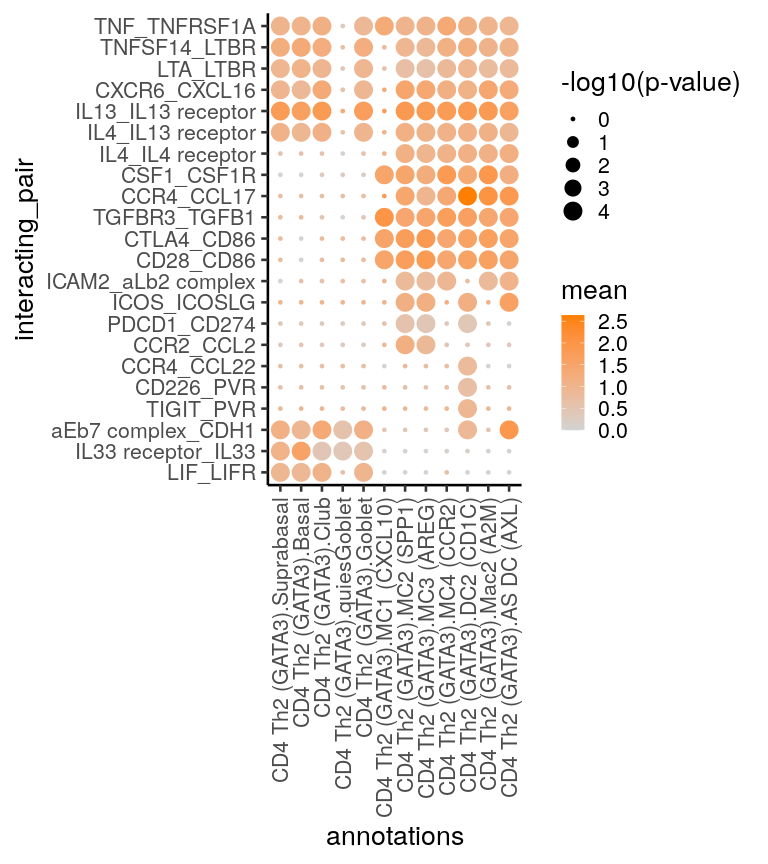 TNF_TNFRSF1A
TNFSF14_LTBR
LTA_LTBR
CXCR6_CXCL16
IL13_IL13 receptor
IL4_IL13 receptor
IL4_IL4 receptor
CSF1_CSF1R
CCR4_CCL17
TGFBR3_TGFB1
CTLA4_CD86
CD28_CD86
ICAM2_aLb2 complex
ICOS_ICOSLG
PDCD1_CD274
CCR2_CCL2
CCR4_CCL22
CD226_PVR
TIGIT_PVR
aEb7 complex_CDH1
IL33 receptor_IL33
LIF_LIFR
interacting_pair
CD4 Th2 (GATA3).Suprabasal
CD4 Th2 (GATA3).Basal
CD4 Th2 (GATA3).Club
CD4 Th2 (GATA3).quiesGoblet
CD4 Th2 (GATA3).Goblet
CD4 Th2 (GATA3).MC1 (CXCL10)
CD4 Th2 (GATA3).MC2 (SPP1)
CD4 Th2 (GATA3).MC3 (AREG)
CD4 Th2 (GATA3).MC4 (CCR2)
CD4 Th2 (GATA3).DC2 (CD1C)
CD4 Th2 (GATA3).Mac2 (A2M)
CD4 Th2 (GATA3).AS DC (AXL)
annotations
-log10(p-value)
0
1
2
3
4
mean
2.5
2.0
1.5
1.0
0.5
0.0